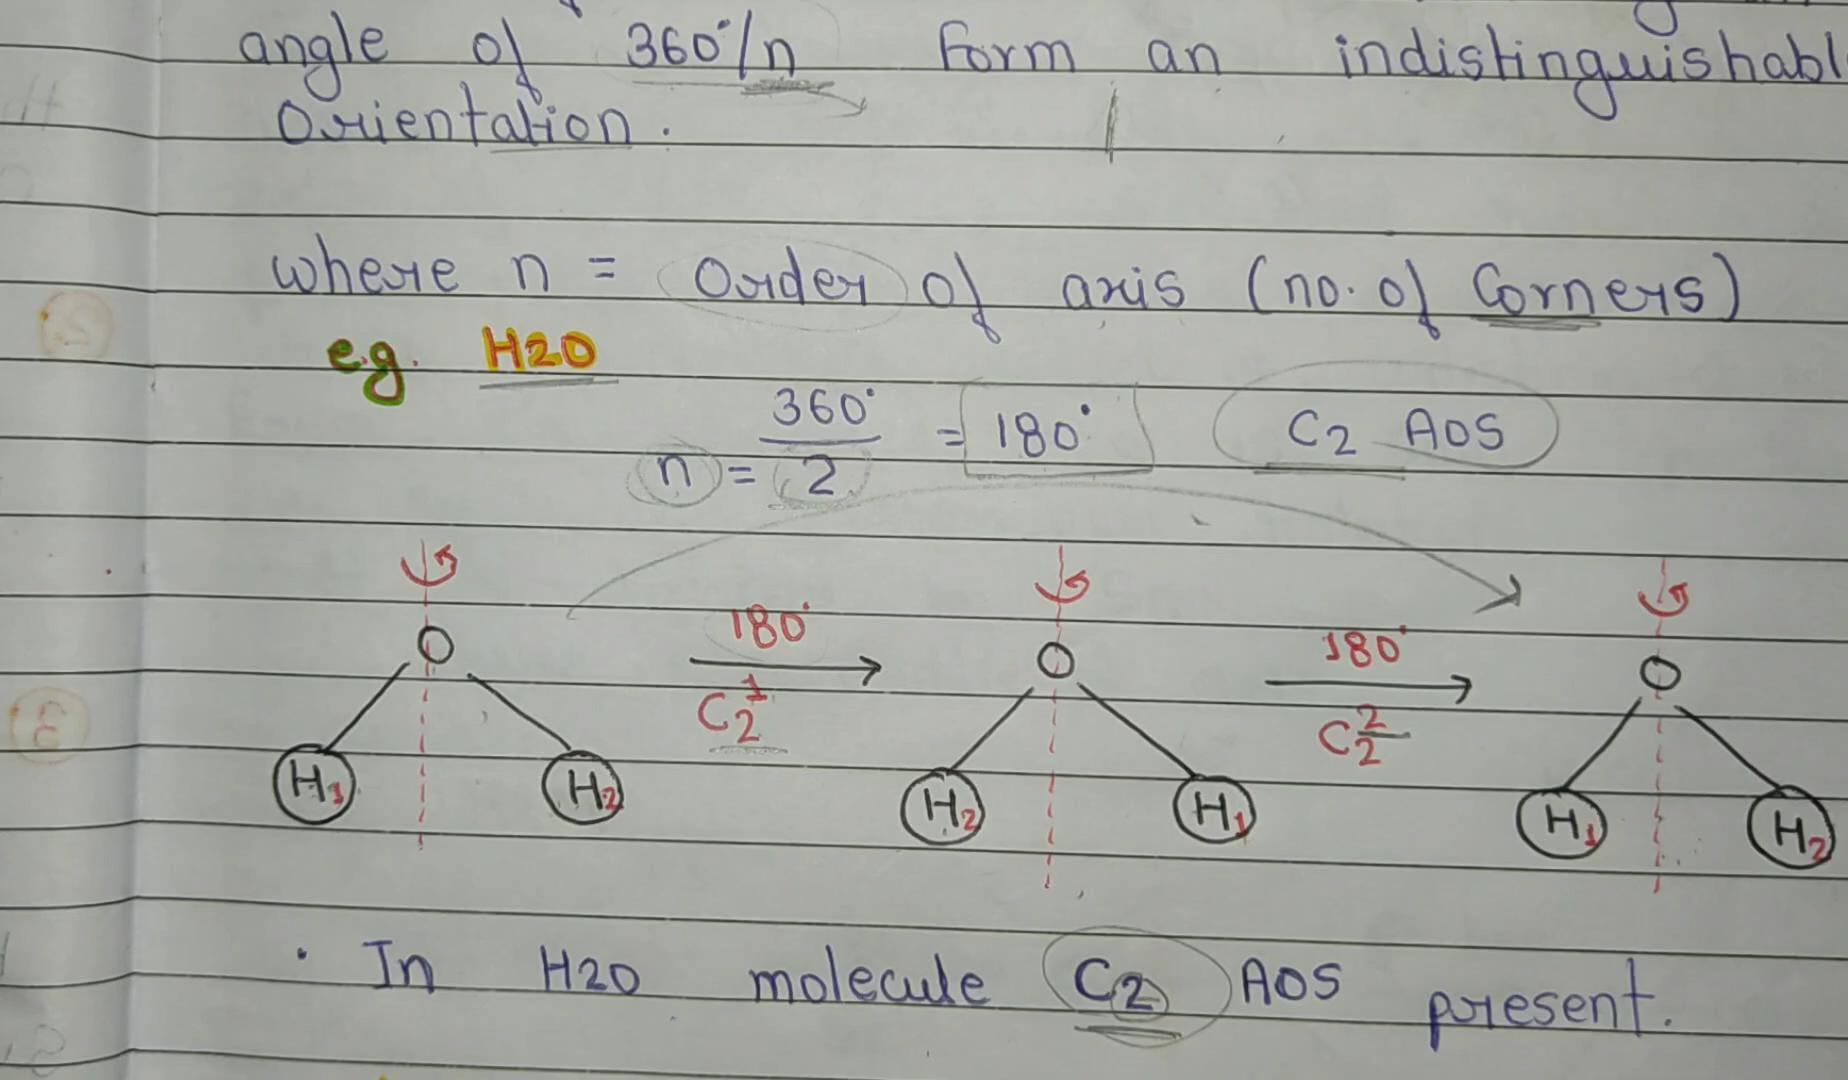 angle of 360°/n form an indistinguishabl
Orientation.
where n = Order of axis (no. of Corners)
e.g. H2O
360°
n = 2 = 180° C2 AOS
180° 180°
O O O
C2^1 C2^2
H1 H2 H2 H1 H1 H2
• In H2O molecule C2 AOS present.